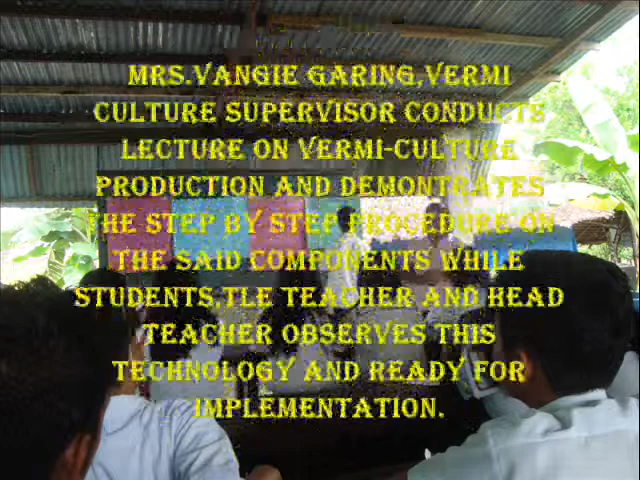 MRS.VANGIE GARING,VERMI
CULTURE SUPERVISOR CONDUCTS
LECTURE ON VERMI-CULTURE
PRODUCTION AND DEMONTRATES
THE STEP BY STEP PROCEDURE ON
THE SAID COMPONENTS WHILE
STUDENTS,TLE TEACHER AND HEAD
TEACHER OBSERVES THIS
TECHNOLOGY AND READY FOR
IMPLEMENTATION.